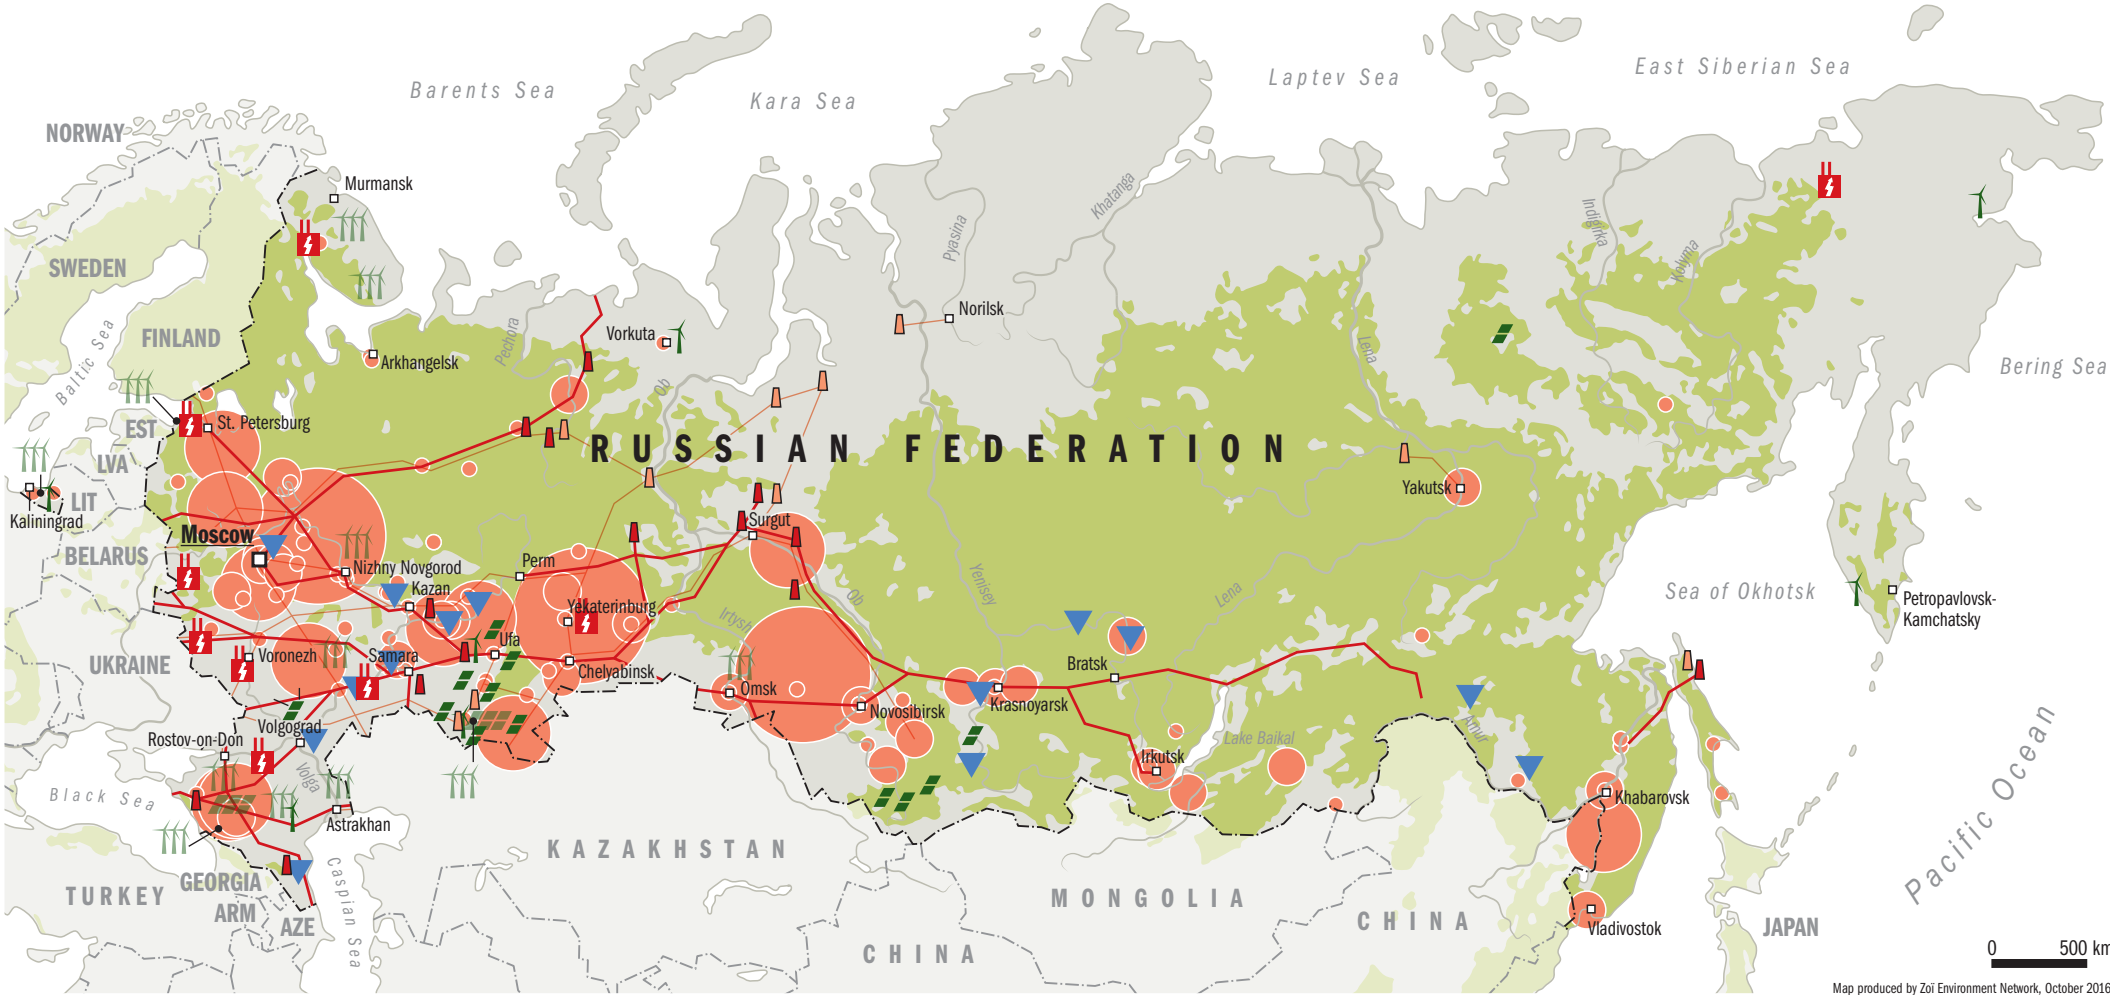 Barents Sea
Kara Sea
Laptev Sea
East Siberian Sea
NORWAY
Murmansk
SWEDEN
FINLAND
Baltic Sea
Arkhangelsk
Pechora
Vorkuta
Ob
Pyasina
Khatanga
Norilsk
Lena
Indigirka
Kolyma
Bering Sea
EST
St. Petersburg
LVA
LIT
Kaliningrad
RUSSIAN FEDERATION
Yakutsk
Moscow
BELARUS
Nizhny Novgorod
Kazan
Perm
Surgut
Yekaterinburg
Irtysh
Ob
Yenisey
Lena
Sea of Okhotsk
Petropavlovsk-
Kamchatsky
UKRAINE
Voronezh
Samara
Ufa
Chelyabinsk
Omsk
Novosibirsk
Krasnoyarsk
Bratsk
Irkutsk
Lake Baikal
Amur
Khabarovsk
Vladivostok
Volgograd
Rostov-on-Don
Volga
Black Sea
Astrakhan
TURKEY
GEORGIA
ARM
AZE
Caspian Sea
KAZAKHSTAN
MONGOLIA
CHINA
CHINA
JAPAN
Pacific Ocean
0 500 km
Map produced by Zoï Environment Network, October 2016